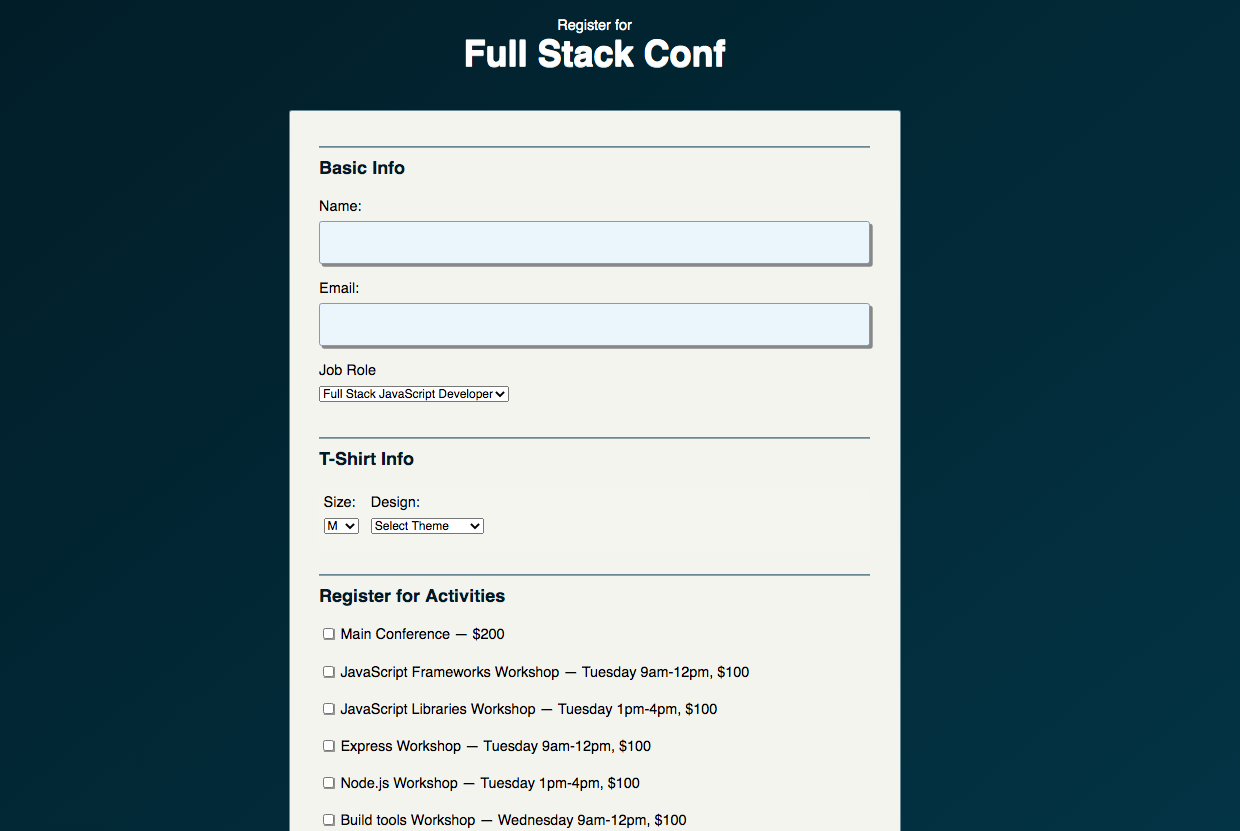 Register for
Full Stack Conf
Basic Info
Name:
Email:
Job Role
Full Stack JavaScript Developer
T-Shirt Info
Size: Design:
M Select Theme
Register for Activities
Main Conference — $200
JavaScript Frameworks Workshop — Tuesday 9am-12pm, $100
JavaScript Libraries Workshop — Tuesday 1pm-4pm, $100
Express Workshop — Tuesday 9am-12pm, $100
Node.js Workshop — Tuesday 1pm-4pm, $100
Build tools Workshop — Wednesday 9am-12pm, $100